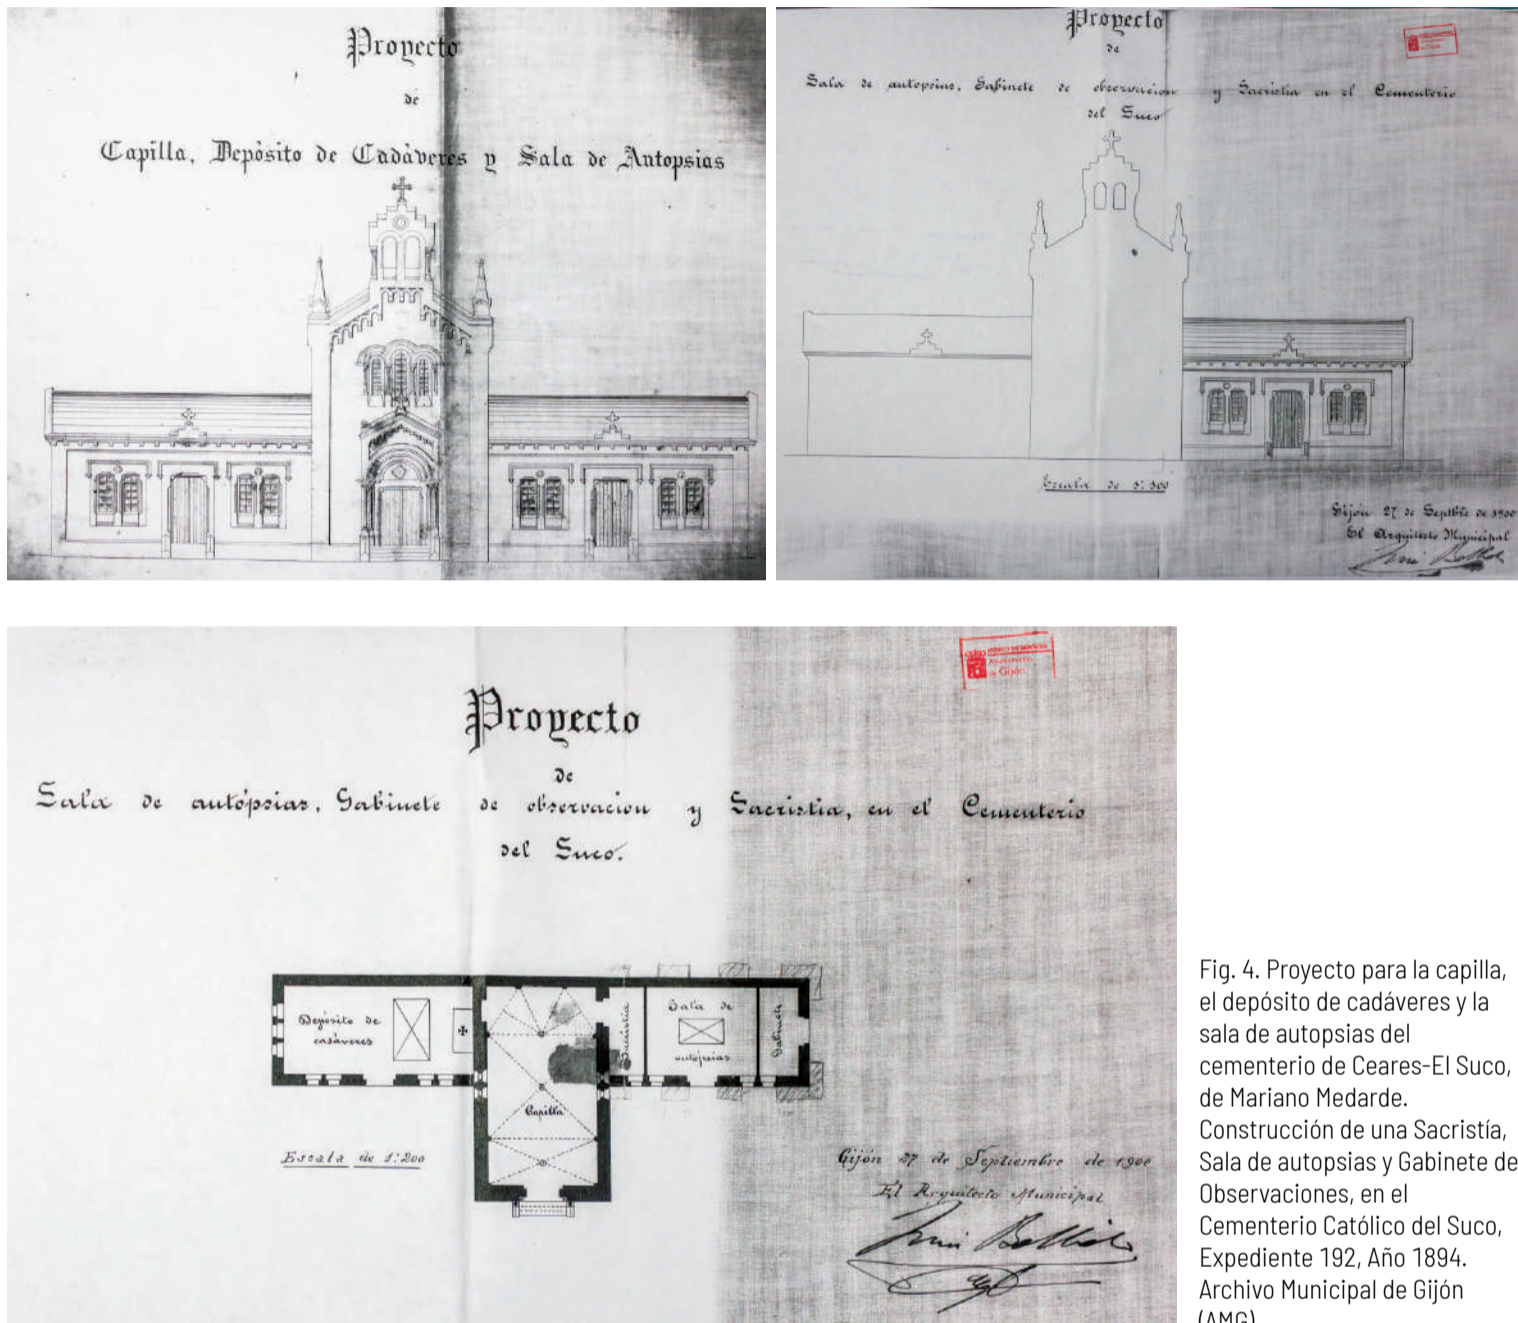 Proyecto
de
Capilla, Depósito de Cadáveres y Sala de Autopsias
Proyecto
de
Sala de autopsias, Gabinete de observacion y Sacristia en el Cementerio
del Suco
Escala de 1:100
Gijón 27 de Septbre de 1900
El Arquitecto Municipal
Proyecto
de
Sala de autópsias, Gabinete de observacion y Sacristia, en el Cementerio
del Suco.
de Gijón
Depósito de
cadáveres
Sacristia
Sala de
autópsias
Gabinete
Capilla
Escala de 1:200
Gijón 27 de Septiembre de 1900
El Arquitecto Municipal
Fig. 4. Proyecto para la capilla,
el depósito de cadáveres y la
sala de autopsias del
cementerio de Ceares-El Suco,
de Mariano Medarde.
Construcción de una Sacristía,
Sala de autopsias y Gabinete de
Observaciones, en el
Cementerio Católico del Suco,
Expediente 192, Año 1894.
Archivo Municipal de Gijón
(AMG)